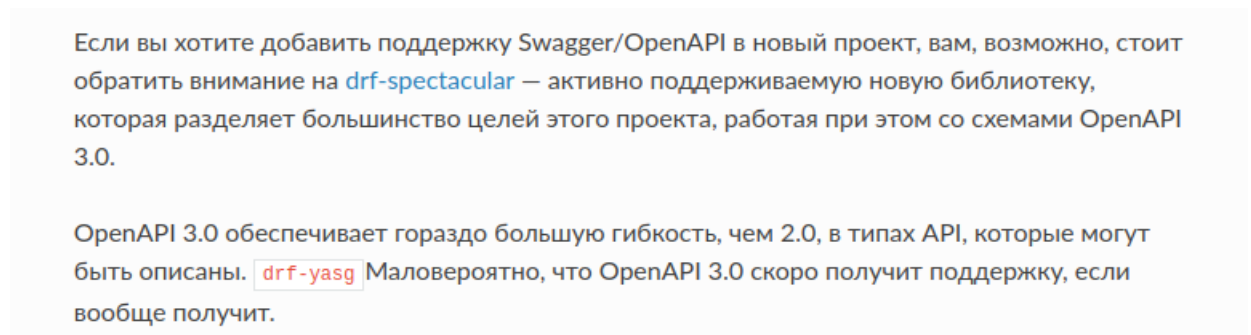 Если вы хотите добавить поддержку Swagger/OpenAPI в новый проект, вам, возможно, стоит
обратить внимание на drf-spectacular — активно поддерживаемую новую библиотеку,
которая разделяет большинство целей этого проекта, работая при этом со схемами OpenAPI
3.0.
OpenAPI 3.0 обеспечивает гораздо большую гибкость, чем 2.0, в типах API, которые могут
быть описаны. drf-yasg Маловероятно, что OpenAPI 3.0 скоро получит поддержку, если
вообще получит.